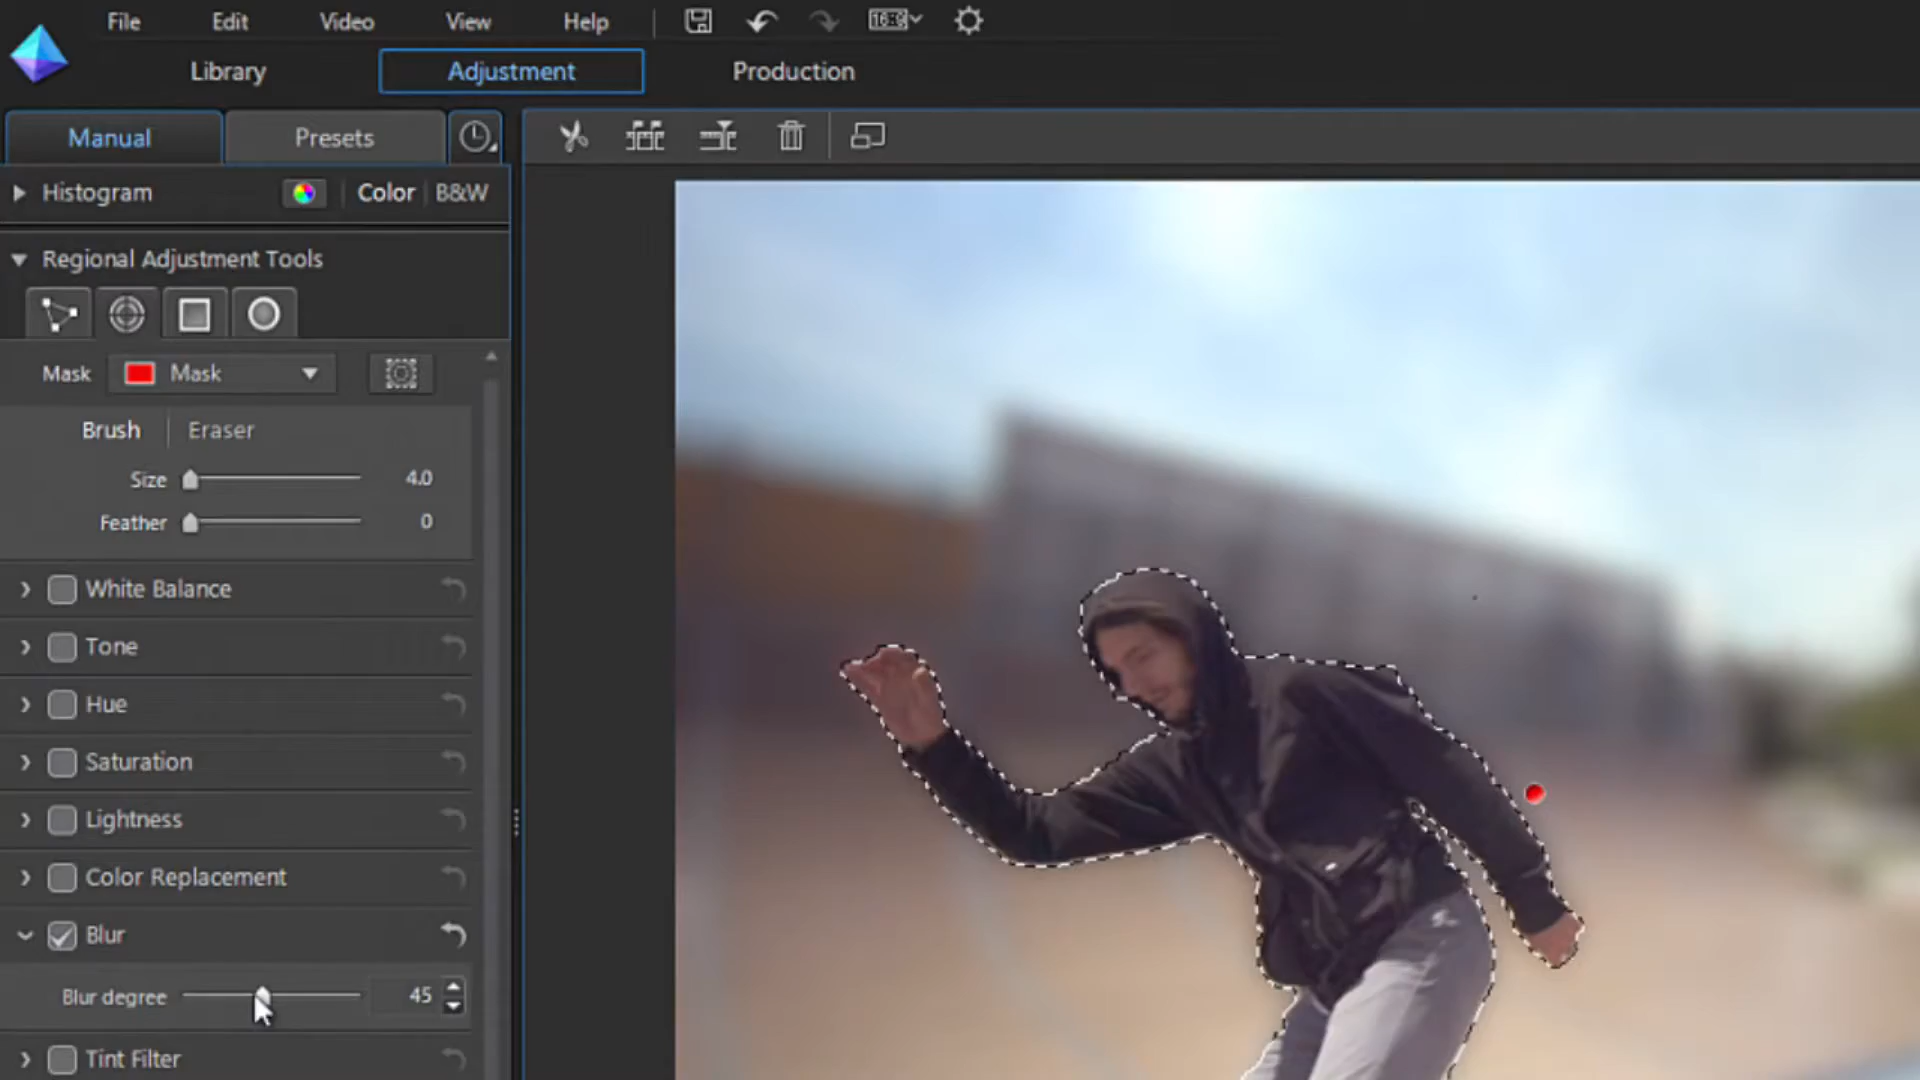 File Edit Video View Help
Library Adjustment Production
Manual Presets
Histogram Color B&W
Regional Adjustment Tools
Mask Mask
Brush Eraser
Size 4.0
Feather 0
White Balance
Tone
Hue
Saturation
Lightness
Color Replacement
Blur
Blur degree 45
Tint Filter